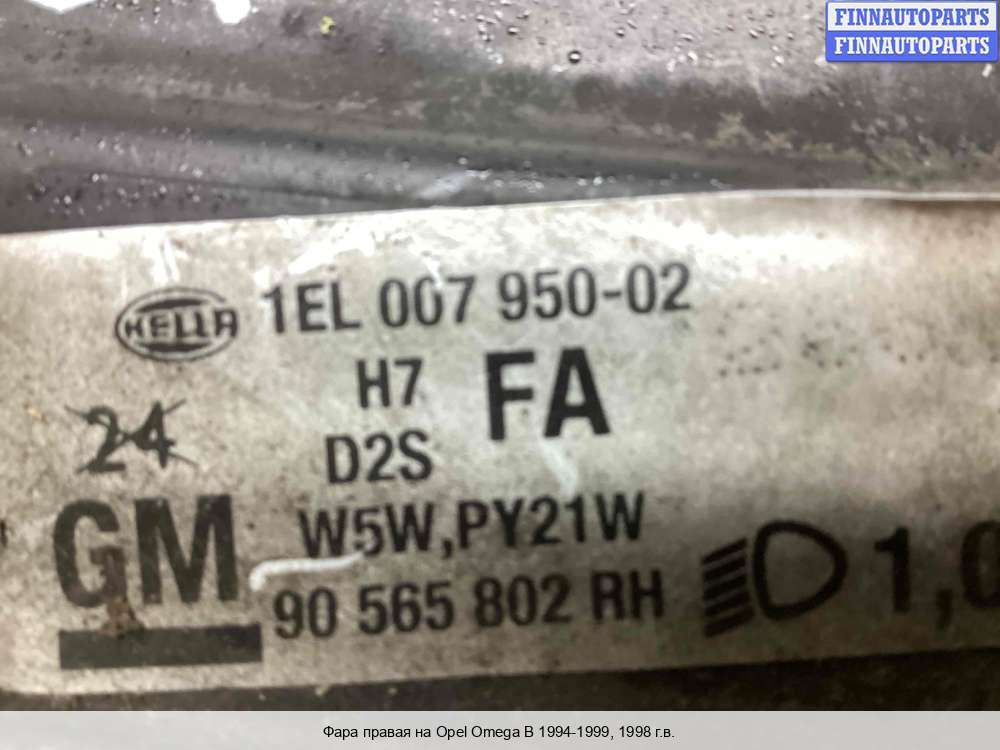 FINNAUTOPARTS
FINNAUTOPARTS
HELLA 1EL 007 950-02
H7 FA
24 D2S
GM W5W,PY21W
90 565 802 RH 1,0
Фара правая на Opel Omega B 1994-1999, 1998 г.в.